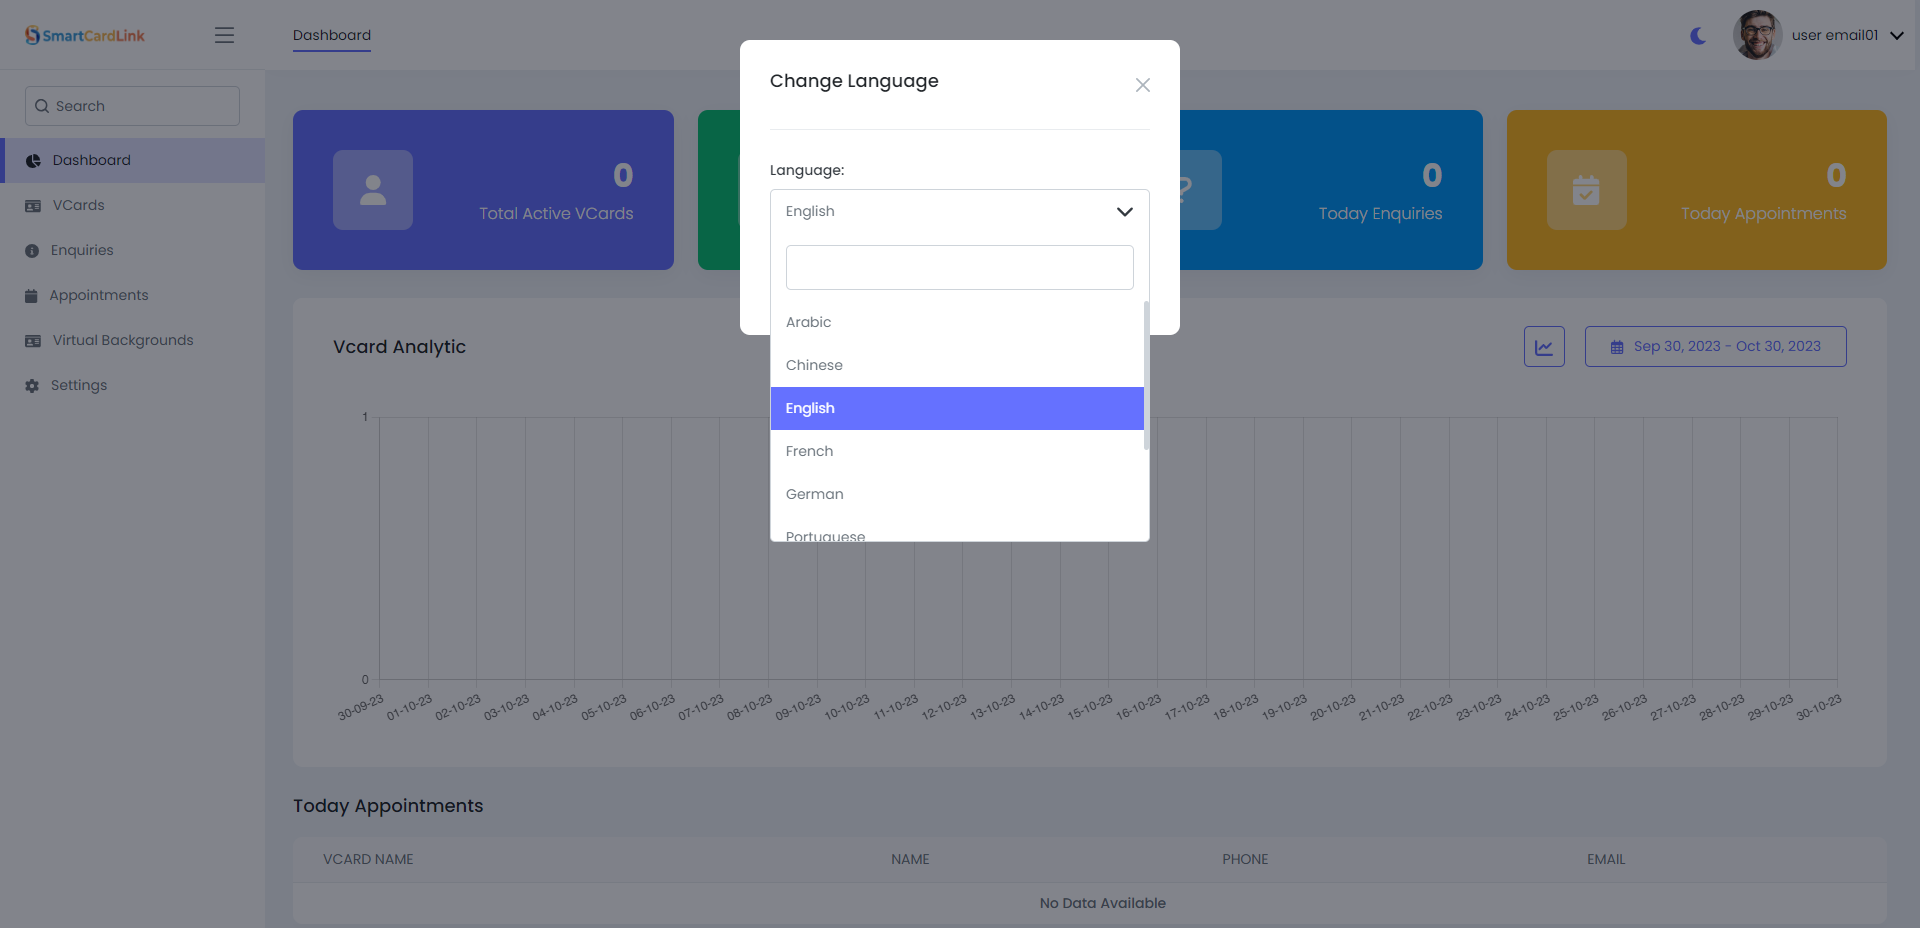 SmartCardLink
Dashboard
user email01
Search
Dashboard
VCards
Enquiries
Appointments
Virtual Backgrounds
Settings
0
Total Active VCards
?
0
Today Enquiries
0
Today Appointments
Change Language
Language:
English
Arabic
Chinese
English
French
German
Portuguese
Vcard Analytic
Sep 30, 2023 - Oct 30, 2023
1
0
30-09-23 01-10-23 02-10-23 03-10-23 04-10-23 05-10-23 06-10-23 07-10-23 08-10-23 09-10-23 10-10-23 11-10-23 12-10-23 13-10-23 14-10-23 15-10-23 16-10-23 17-10-23 18-10-23 19-10-23 20-10-23 21-10-23 22-10-23 23-10-23 24-10-23 25-10-23 26-10-23 27-10-23 28-10-23 29-10-23 30-10-23
Today Appointments
VCARD NAME NAME PHONE EMAIL
No Data Available